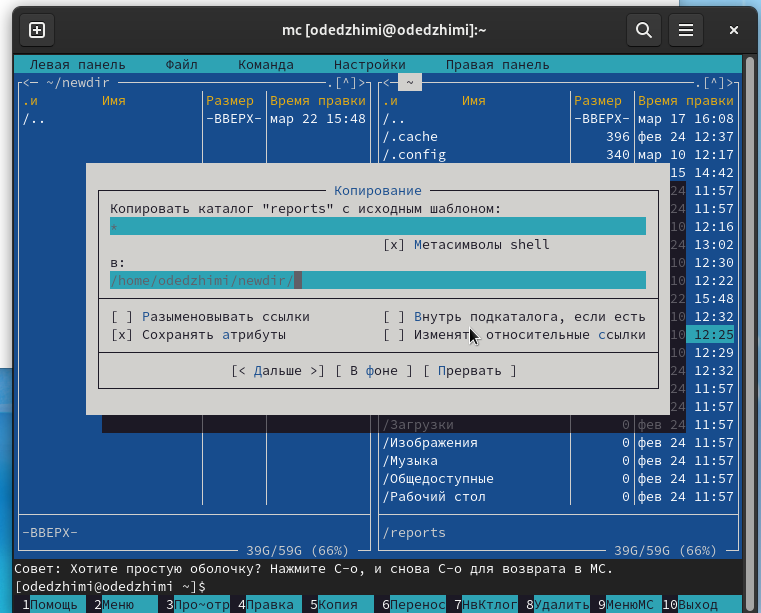 mc [odedzhimi@odedzhimi]:~
Левая панель Файл Команда Настройки Правая панель
<— ~/newdir .[^]> <— ~ .[^]>
.и Имя Размер Время правки .и Имя Размер Время правки
/.. -ВВЕРХ- мар 22 15:48 /.. -ВВЕРХ- мар 17 16:08
/.cache 396 фев 24 12:37
/.config 340 мар 10 12:17
15 14:42
Копирование 24 11:57
Копировать каталог "reports" с исходным шаблоном: 24 11:57
* 10 12:16
[x] Метасимволы shell 24 13:02
в: 10 12:30
/home/odedzhimi/newdir/ 10 12:22
22 15:48
[ ] Разыменовывать ссылки [ ] Внутрь подкаталога, если есть 10 12:32
[x] Сохранять атрибуты [ ] Изменять относительные ссылки 10 12:25
10 12:29
[< Дальше >] [ В фоне ] [ Прервать ] 24 12:32
24 11:57
24 11:57
/Загрузки 0 фев 24 11:57
/Изображения 0 фев 24 11:57
/Музыка 0 фев 24 11:57
/Общедоступные 0 фев 24 11:57
/Рабочий стол 0 фев 24 11:57
-ВВЕРХ- /reports
39G/59G (66%) 39G/59G (66%)
Совет: Хотите простую оболочку? Нажмите C-o, и снова C-o для возврата в MC.
[odedzhimi@odedzhimi ~]$
1Помощь 2Меню 3Про~отр 4Правка 5Копия 6Перенос 7НвКтлог 8Удалить 9МенюMC 10Выход